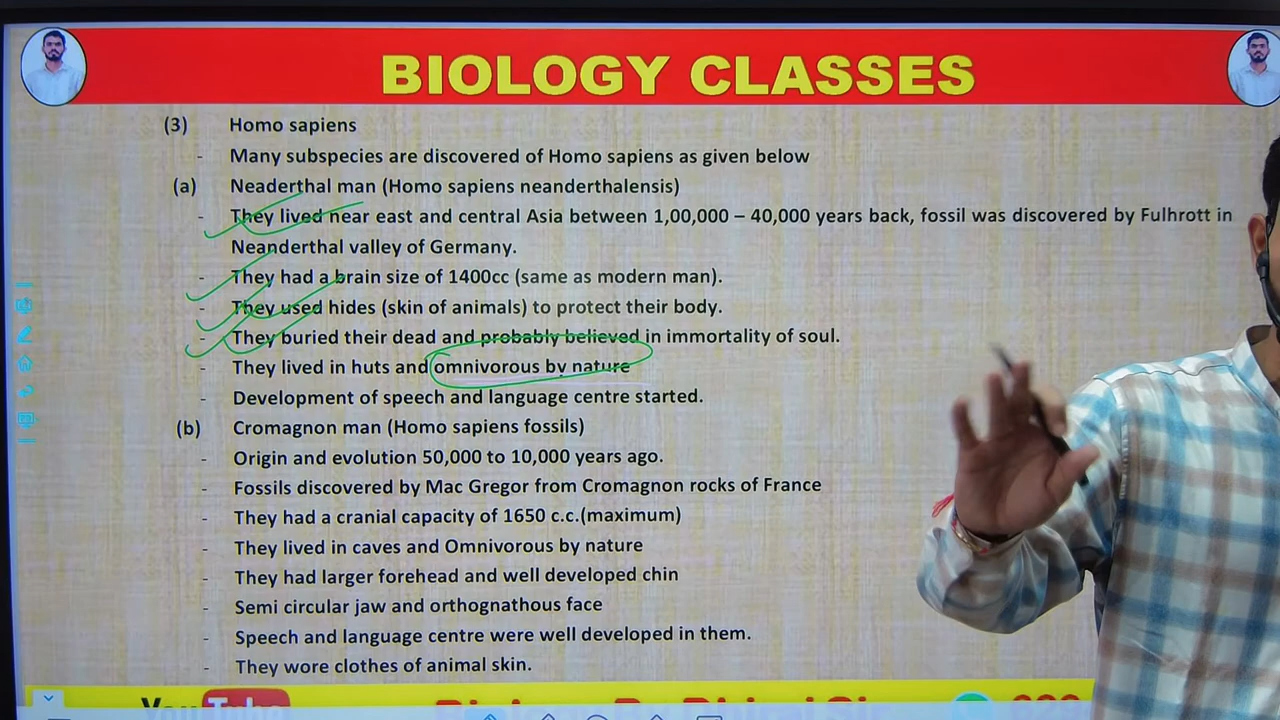 BIOLOGY CLASSES
(3) Homo sapiens
- Many subspecies are discovered of Homo sapiens as given below
(a) Neaderthal man (Homo sapiens neanderthalensis)
- They lived near east and central Asia between 1,00,000 – 40,000 years back, fossil was discovered by Fulhrott in
Neanderthal valley of Germany.
- They had a brain size of 1400cc (same as modern man).
- They used hides (skin of animals) to protect their body.
- They buried their dead and probably believed in immortality of soul.
- They lived in huts and omnivorous by nature
- Development of speech and language centre started.
(b) Cromagnon man (Homo sapiens fossils)
- Origin and evolution 50,000 to 10,000 years ago.
- Fossils discovered by Mac Gregor from Cromagnon rocks of France
- They had a cranial capacity of 1650 c.c.(maximum)
- They lived in caves and Omnivorous by nature
- They had larger forehead and well developed chin
- Semi circular jaw and orthognathous face
- Speech and language centre were well developed in them.
- They wore clothes of animal skin.
YouTube